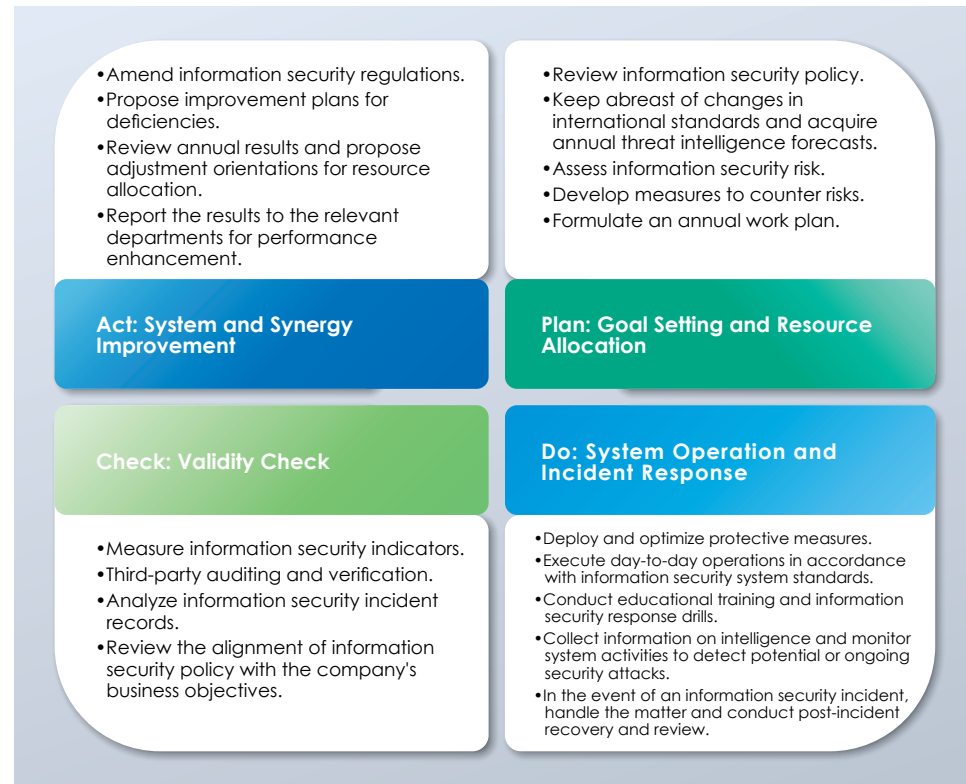 •Amend information security regulations.
•Propose improvement plans for
deficiencies.
•Review annual results and propose
adjustment orientations for resource
allocation.
•Report the results to the relevant
departments for performance
enhancement.
Act: System and Synergy
Improvement
•Review information security policy.
•Keep abreast of changes in
international standards and acquire
annual threat intelligence forecasts.
•Assess information security risk.
•Develop measures to counter risks.
•Formulate an annual work plan.
Plan: Goal Setting and Resource
Allocation
Check: Validity Check
•Measure information security indicators.
•Third-party auditing and verification.
•Analyze information security incident
records.
•Review the alignment of information
security policy with the company's
business objectives.
Do: System Operation and
Incident Response
•Deploy and optimize protective measures.
•Execute day-to-day operations in accordance
with information security system standards.
•Conduct educational training and information
security response drills.
•Collect information on intelligence and monitor
system activities to detect potential or ongoing
security attacks.
•In the event of an information security incident,
handle the matter and conduct post-incident
recovery and review.